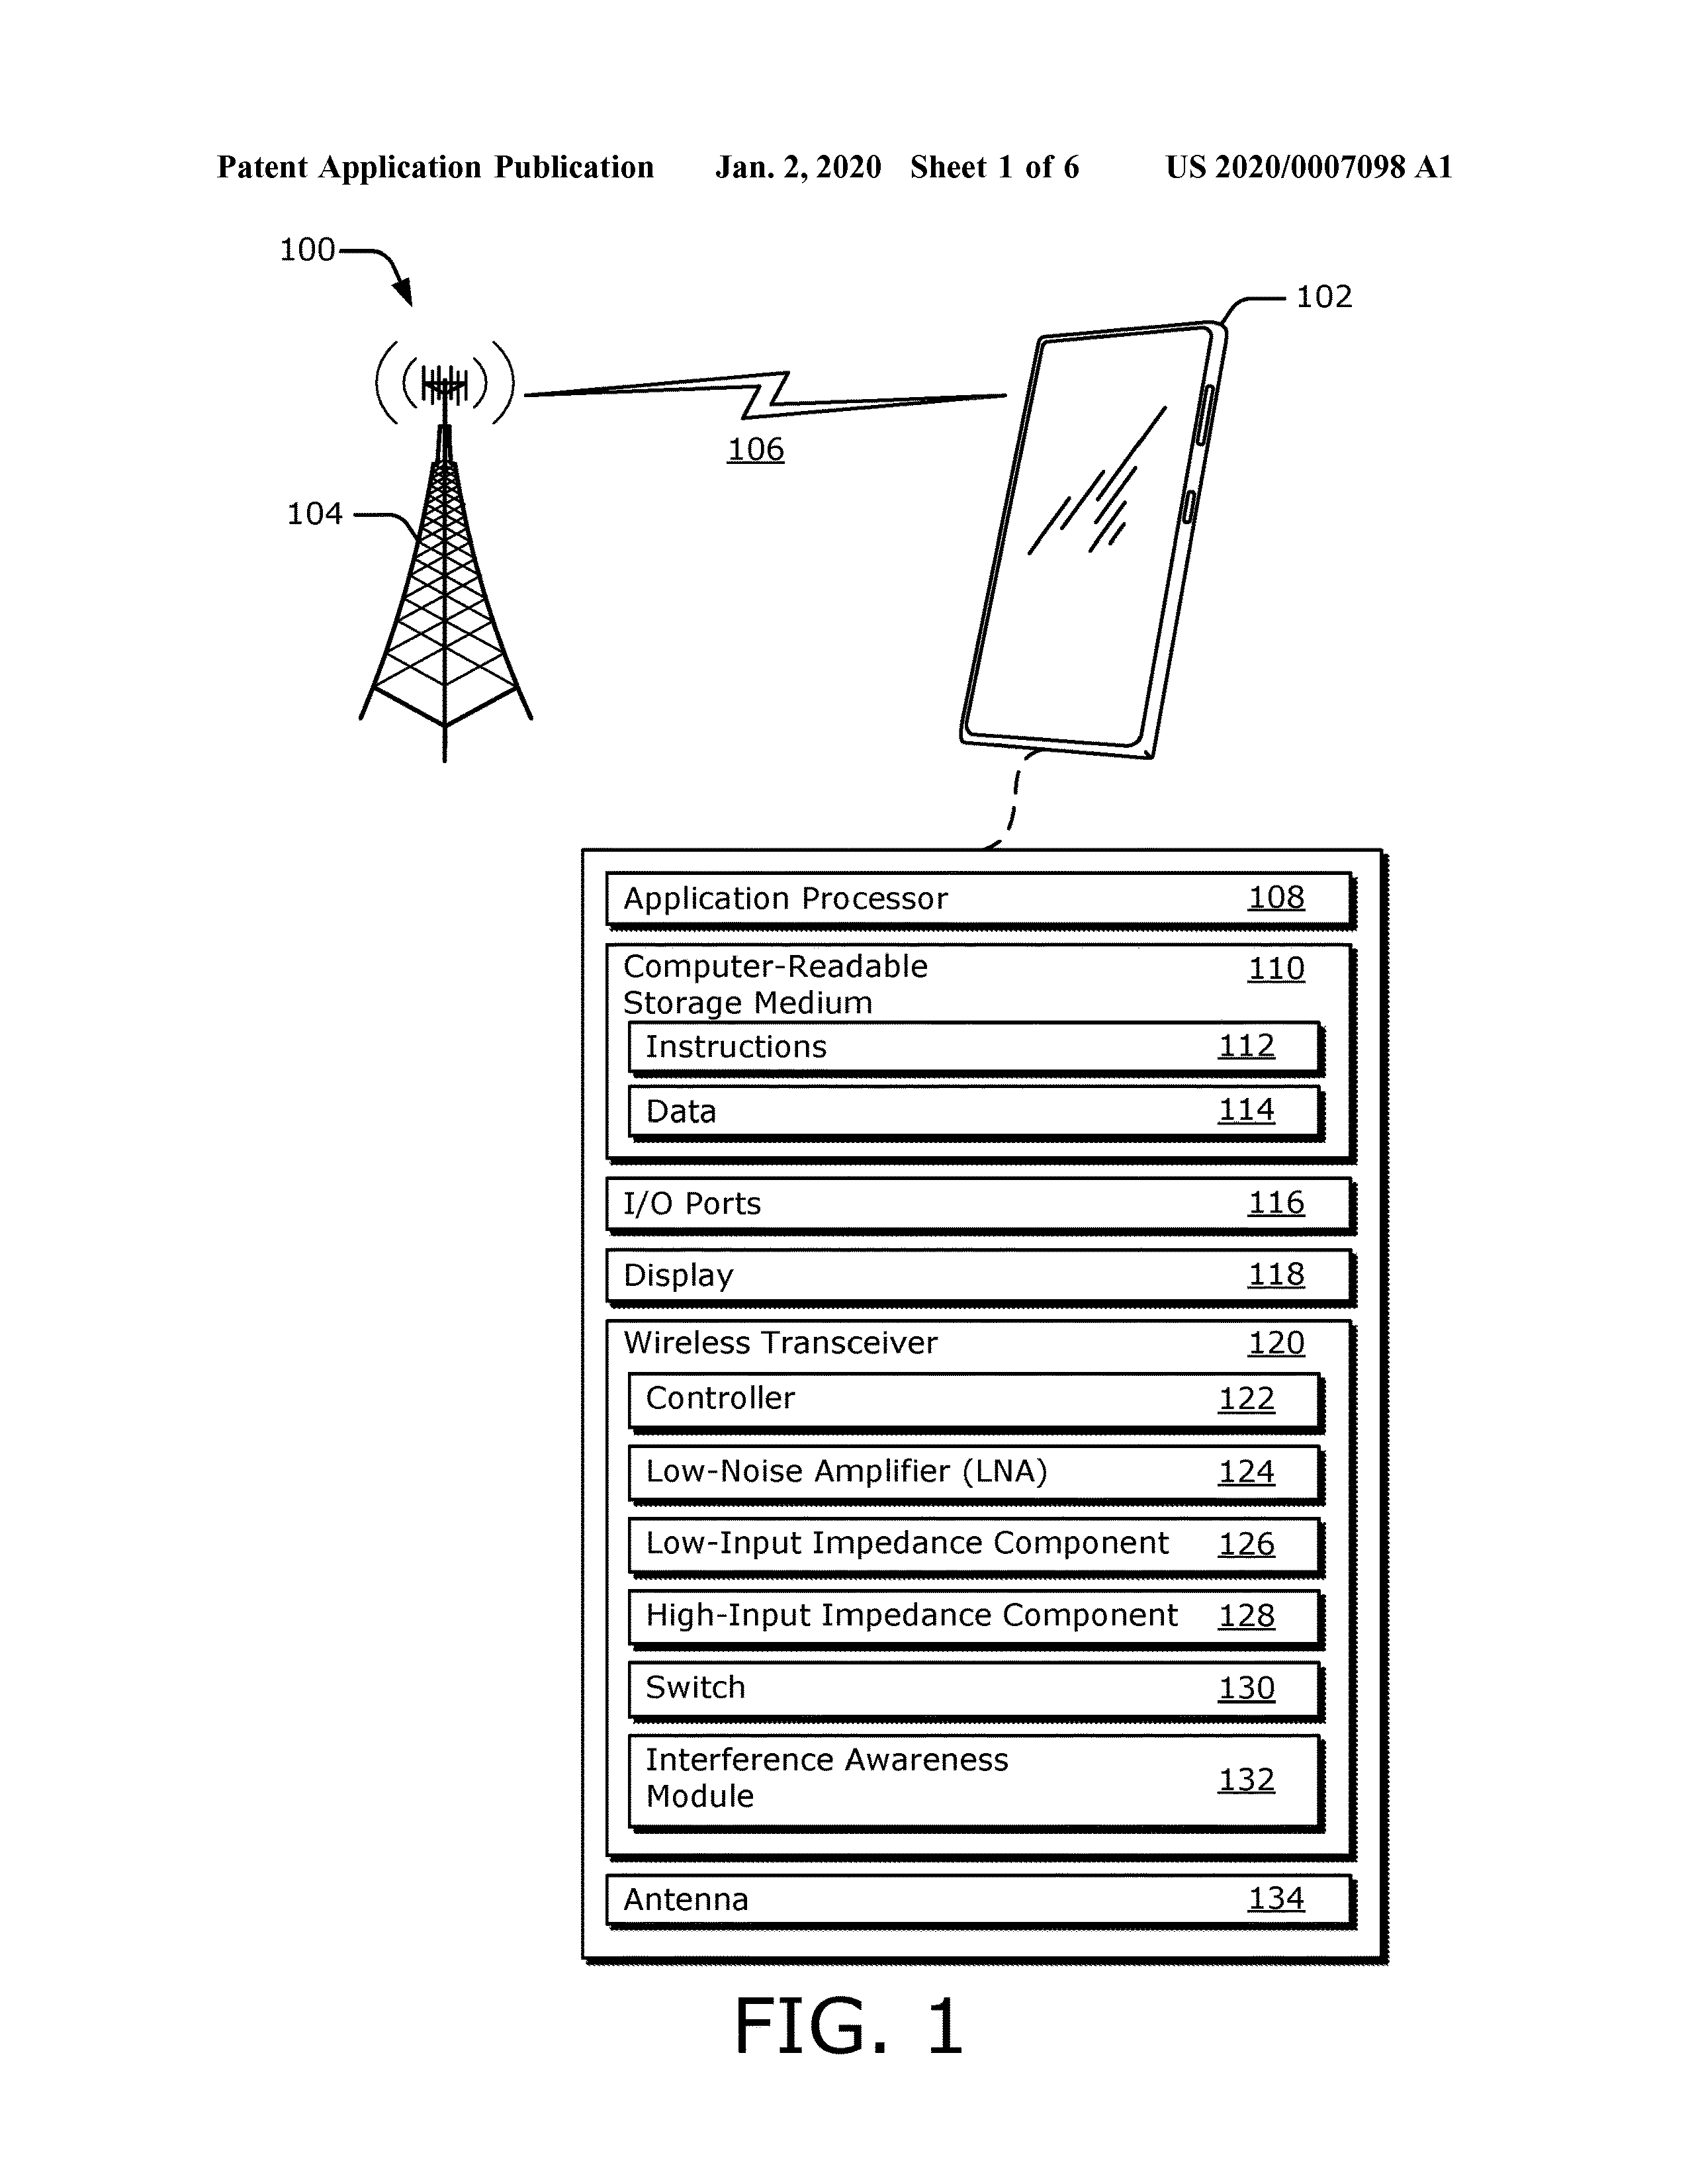 Patent Application Publication Jan. 2, 2020 Sheet 1 of 6 US 2020/0007098 A1
100
102
106
104
Application Processor 108
Computer-Readable 110
Storage Medium
Instructions 112
Data 114
I/O Ports 116
Display 118
Wireless Transceiver 120
Controller 122
Low-Noise Amplifier (LNA) 124
Low-Input Impedance Component 126
High-Input Impedance Component 128
Switch 130
Interference Awareness
Module 132
Antenna 134
FIG. 1